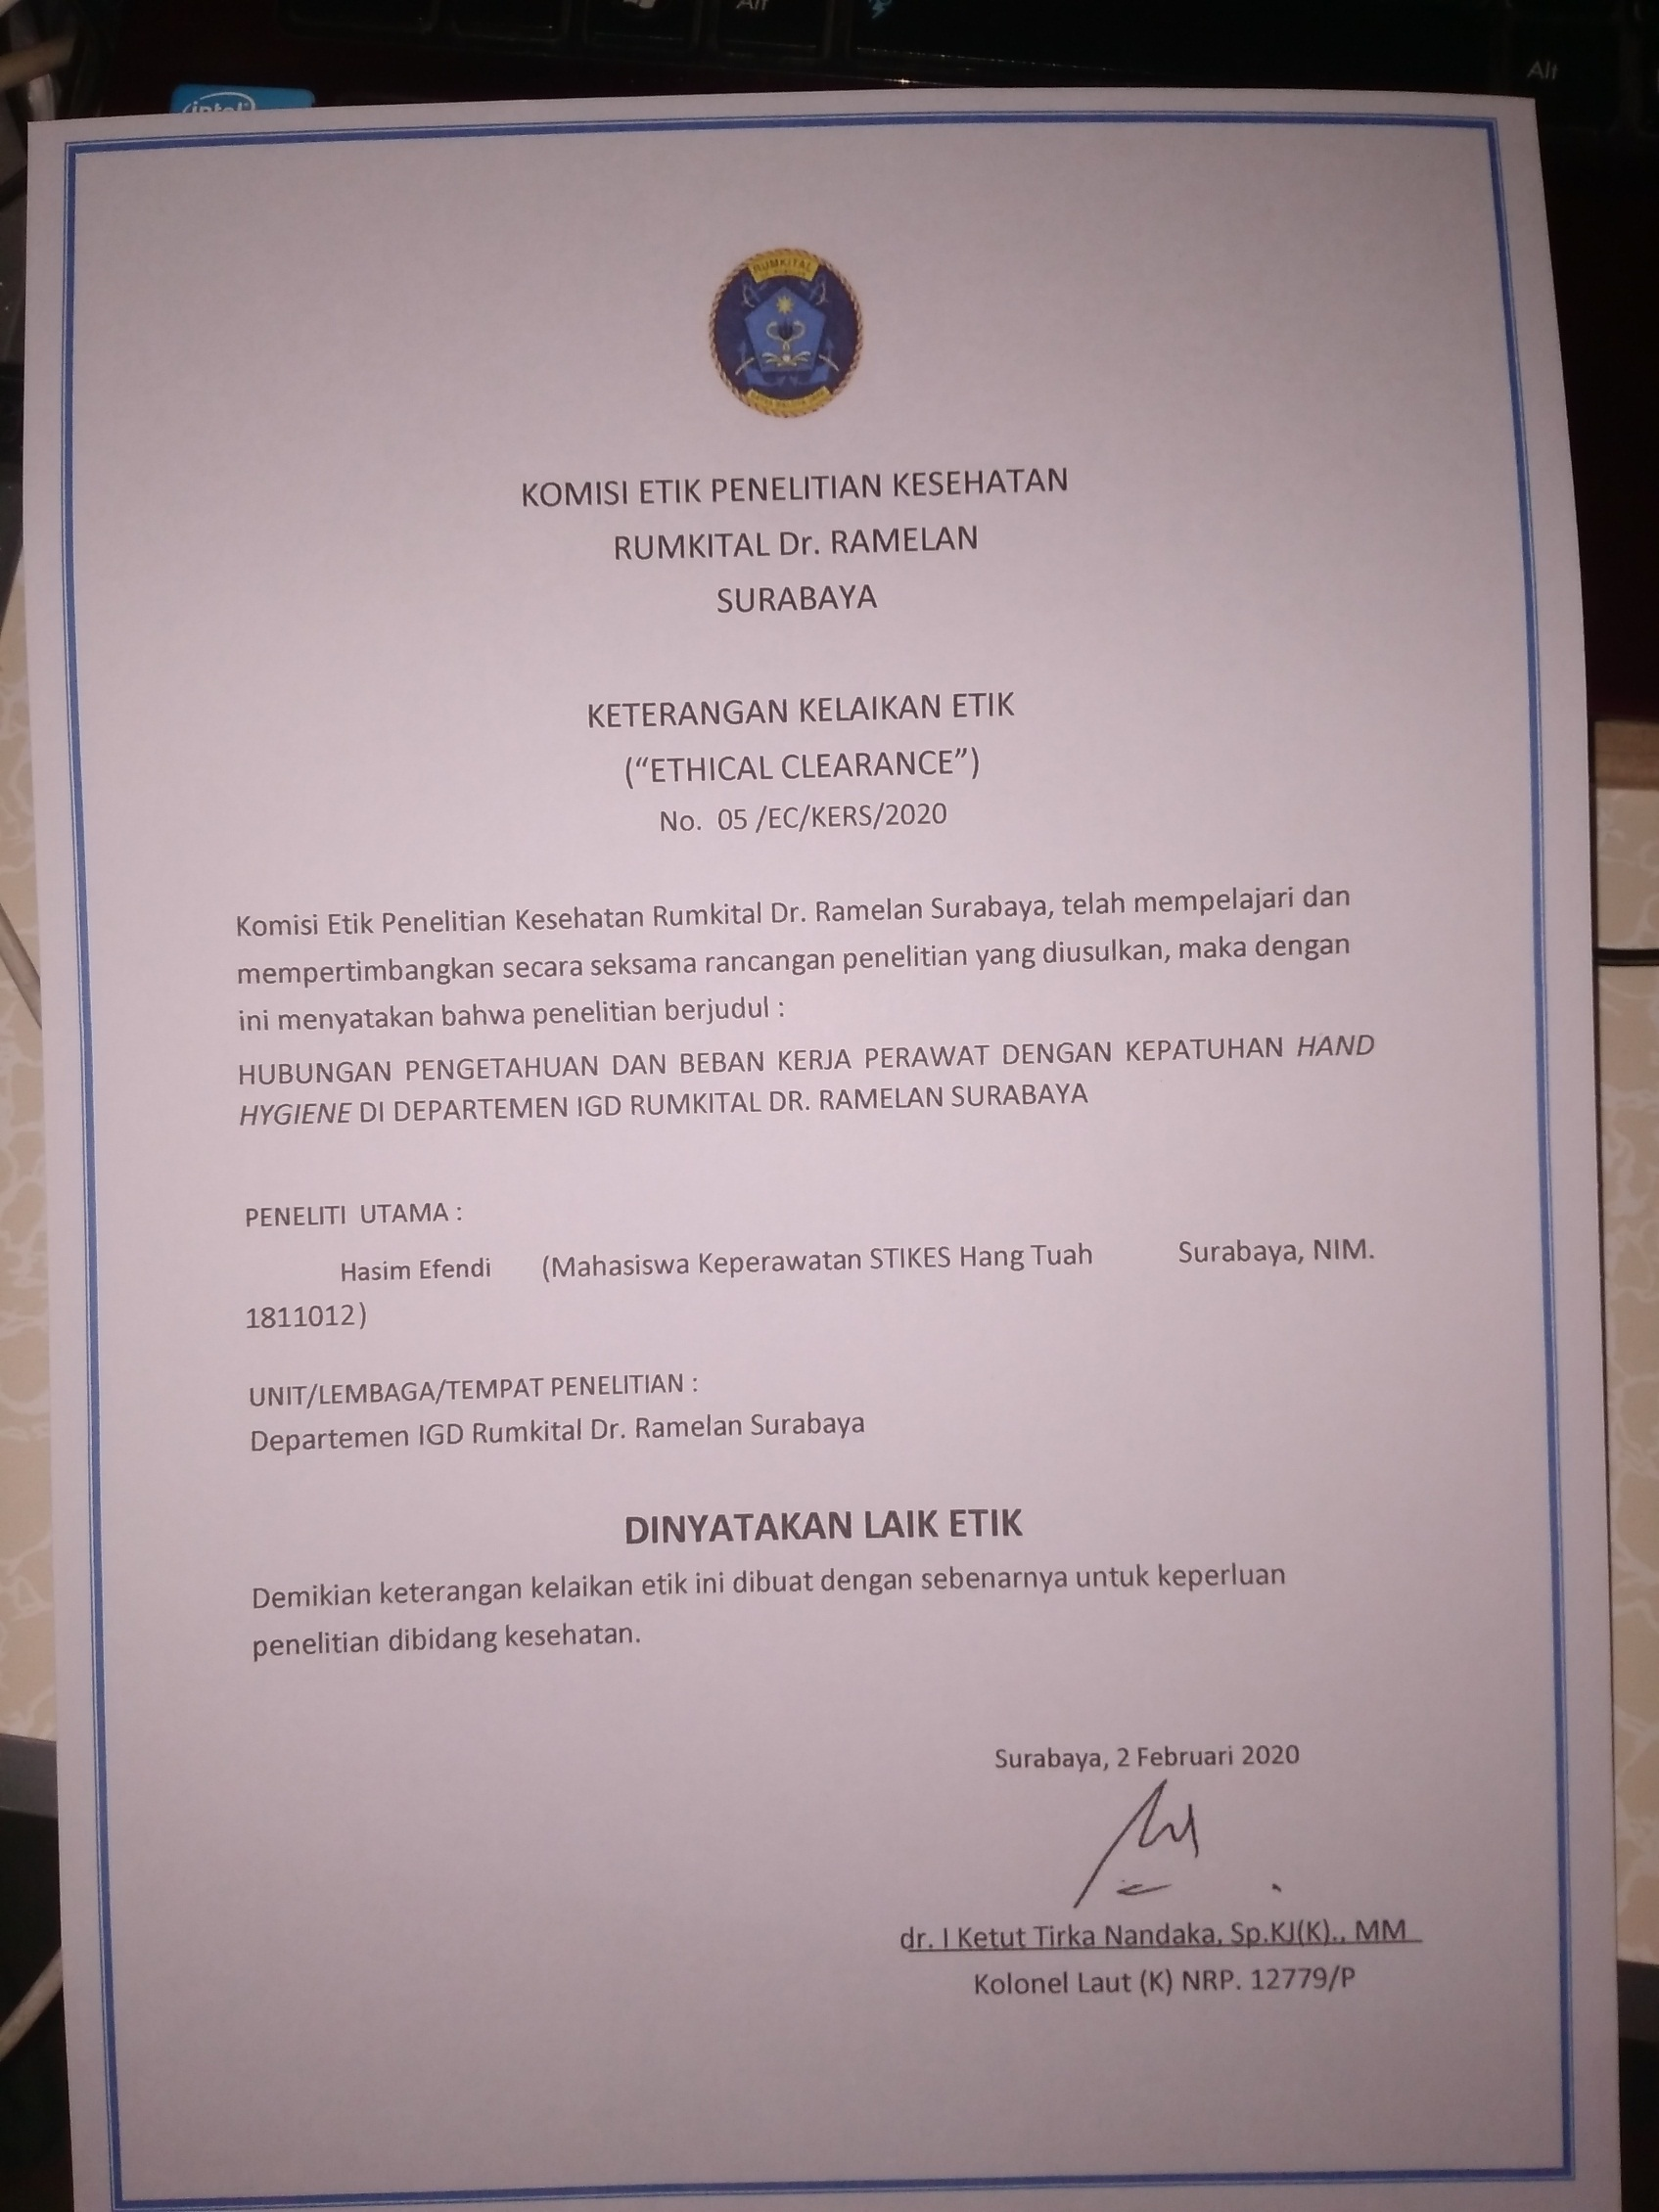 Alt
Alt
intel
RUMKITAL
KOMISI ETIK PENELITIAN KESEHATAN
RUMKITAL Dr. RAMELAN
SURABAYA
KETERANGAN KELAIKAN ETIK
(“ETHICAL CLEARANCE”)
No. 05 /EC/KERS/2020
Komisi Etik Penelitian Kesehatan Rumkital Dr. Ramelan Surabaya, telah mempelajari dan
mempertimbangkan secara seksama rancangan penelitian yang diusulkan, maka dengan
ini menyatakan bahwa penelitian berjudul :
HUBUNGAN PENGETAHUAN DAN BEBAN KERJA PERAWAT DENGAN KEPATUHAN HAND
HYGIENE DI DEPARTEMEN IGD RUMKITAL DR. RAMELAN SURABAYA
PENELITI UTAMA :
Hasim Efendi (Mahasiswa Keperawatan STIKES Hang Tuah Surabaya, NIM.
1811012)
UNIT/LEMBAGA/TEMPAT PENELITIAN :
Departemen IGD Rumkital Dr. Ramelan Surabaya
DINYATAKAN LAIK ETIK
Demikian keterangan kelaikan etik ini dibuat dengan sebenarnya untuk keperluan
penelitian dibidang kesehatan.
Surabaya, 2 Februari 2020
dr. I Ketut Tirka Nandaka, Sp.KJ(K)., MM
Kolonel Laut (K) NRP. 12779/P